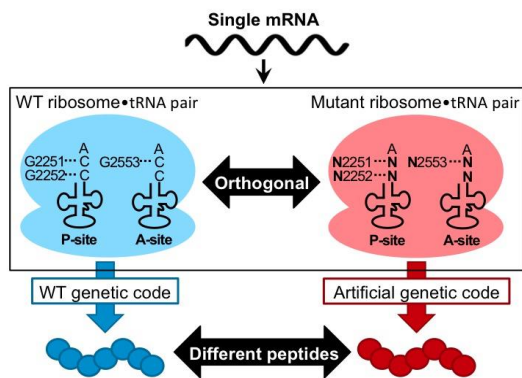 Single mRNA
WT ribosome•tRNA pair
Mutant ribosome•tRNA pair
A
G2251···C
G2252···C
C
P-site
A
G2553···C
C
A-site
Orthogonal
A
N2251···N
N2252···N
P-site
A
N2553···N
N
A-site
WT genetic code
Artificial genetic code
Different peptides